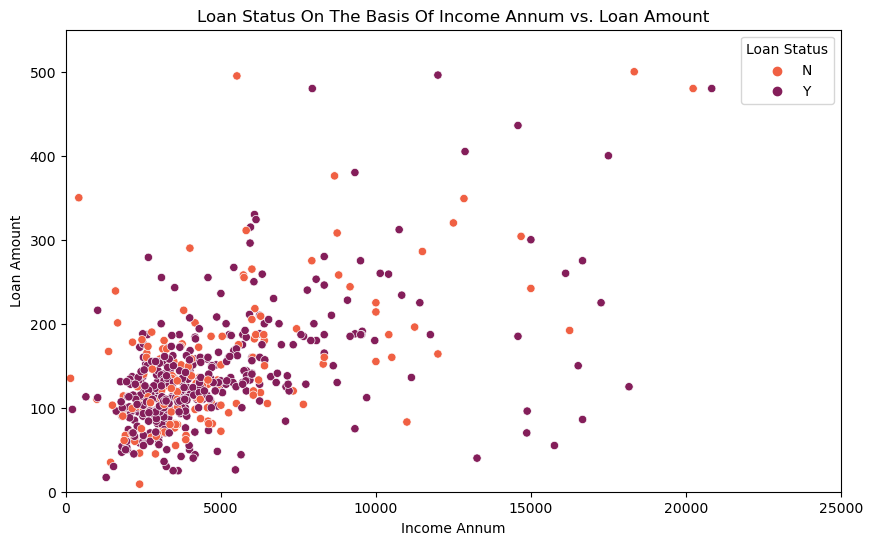 Loan Status On The Basis Of Income Annum vs. Loan Amount
Loan Status
N
Y
500
400
300
200
100
0
Loan Amount
0 5000 10000 15000 20000 25000
Income Annum